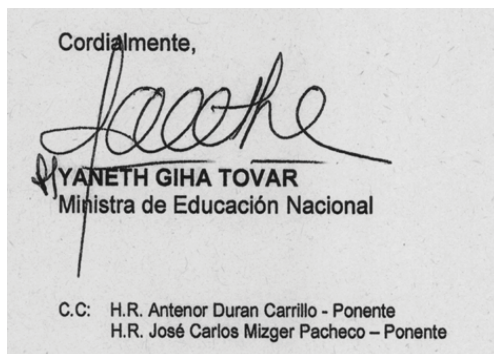 Cordialmente,
YANETH GIHA TOVAR
Ministra de Educación Nacional
C.C: H.R. Antenor Duran Carrillo - Ponente
H.R. José Carlos Mizger Pacheco – Ponente